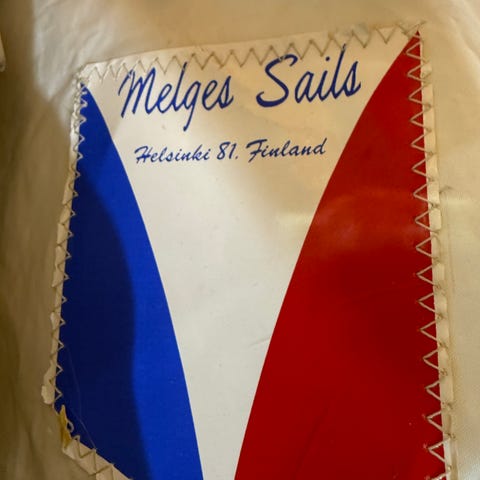 Melges Sails
Helsinki 81, Finland